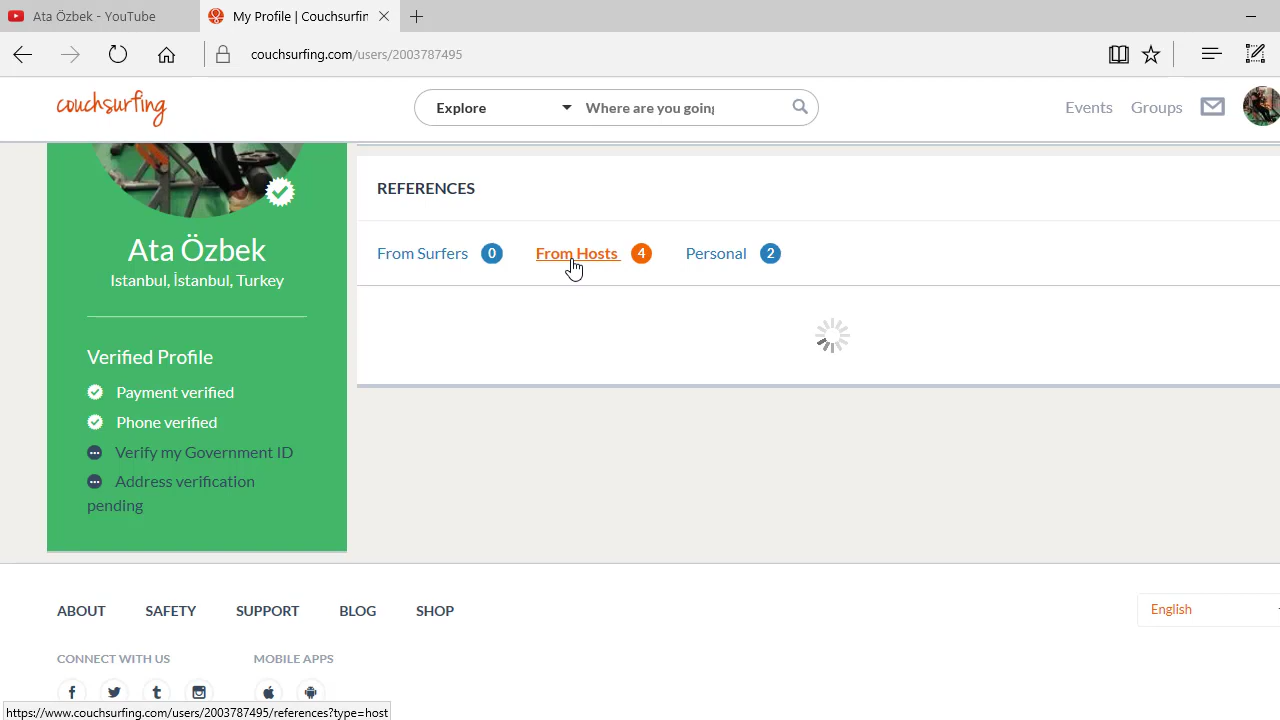 Ata Özbek - YouTube
My Profile | Couchsurfin
couchsurfing.com/users/2003787495
couchsurfing
Explore
Where are you going
Events
Groups
REFERENCES
From Surfers 0
From Hosts 4
Personal 2
Ata Özbek
Istanbul, İstanbul, Turkey
Verified Profile
Payment verified
Phone verified
Verify my Government ID
Address verification
pending
ABOUT
SAFETY
SUPPORT
BLOG
SHOP
English
CONNECT WITH US
MOBILE APPS
https://www.couchsurfing.com/users/2003787495/references?type=host